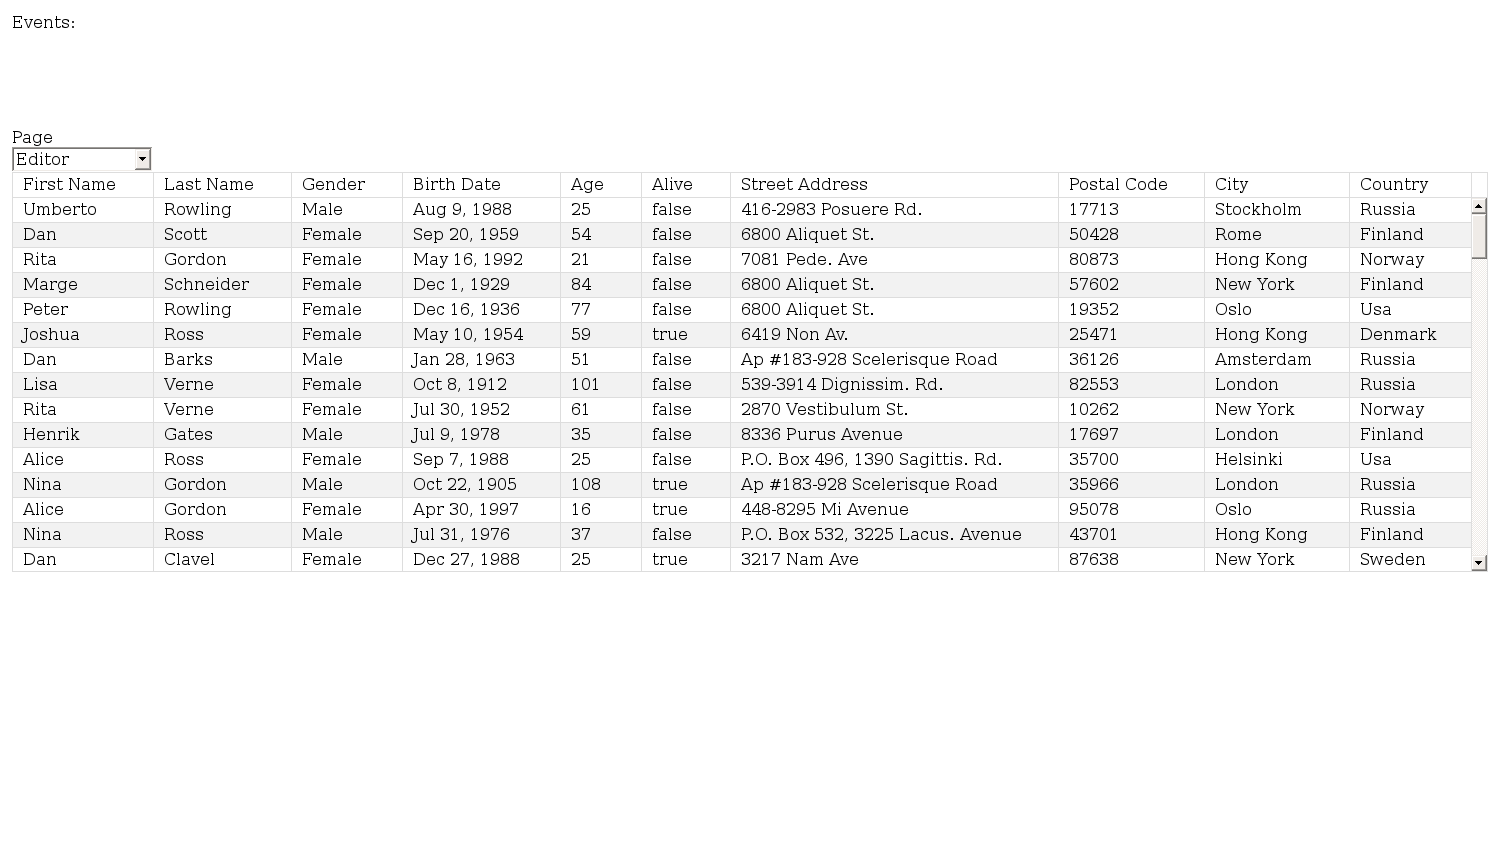 Events:
Page
Editor
First Name Last Name Gender Birth Date Age Alive Street Address Postal Code City Country
Umberto Rowling Male Aug 9, 1988 25 false 416-2983 Posuere Rd. 17713 Stockholm Russia
Dan Scott Female Sep 20, 1959 54 false 6800 Aliquet St. 50428 Rome Finland
Rita Gordon Female May 16, 1992 21 false 7081 Pede. Ave 80873 Hong Kong Norway
Marge Schneider Female Dec 1, 1929 84 false 6800 Aliquet St. 57602 New York Finland
Peter Rowling Female Dec 16, 1936 77 false 6800 Aliquet St. 19352 Oslo Usa
Joshua Ross Female May 10, 1954 59 true 6419 Non Av. 25471 Hong Kong Denmark
Dan Barks Male Jan 28, 1963 51 false Ap #183-928 Scelerisque Road 36126 Amsterdam Russia
Lisa Verne Female Oct 8, 1912 101 false 539-3914 Dignissim. Rd. 82553 London Russia
Rita Verne Female Jul 30, 1952 61 false 2870 Vestibulum St. 10262 New York Norway
Henrik Gates Male Jul 9, 1978 35 false 8336 Purus Avenue 17697 London Finland
Alice Ross Female Sep 7, 1988 25 false P.O. Box 496, 1390 Sagittis. Rd. 35700 Helsinki Usa
Nina Gordon Male Oct 22, 1905 108 true Ap #183-928 Scelerisque Road 35966 London Russia
Alice Gordon Female Apr 30, 1997 16 true 448-8295 Mi Avenue 95078 Oslo Russia
Nina Ross Male Jul 31, 1976 37 false P.O. Box 532, 3225 Lacus. Avenue 43701 Hong Kong Finland
Dan Clavel Female Dec 27, 1988 25 true 3217 Nam Ave 87638 New York Sweden